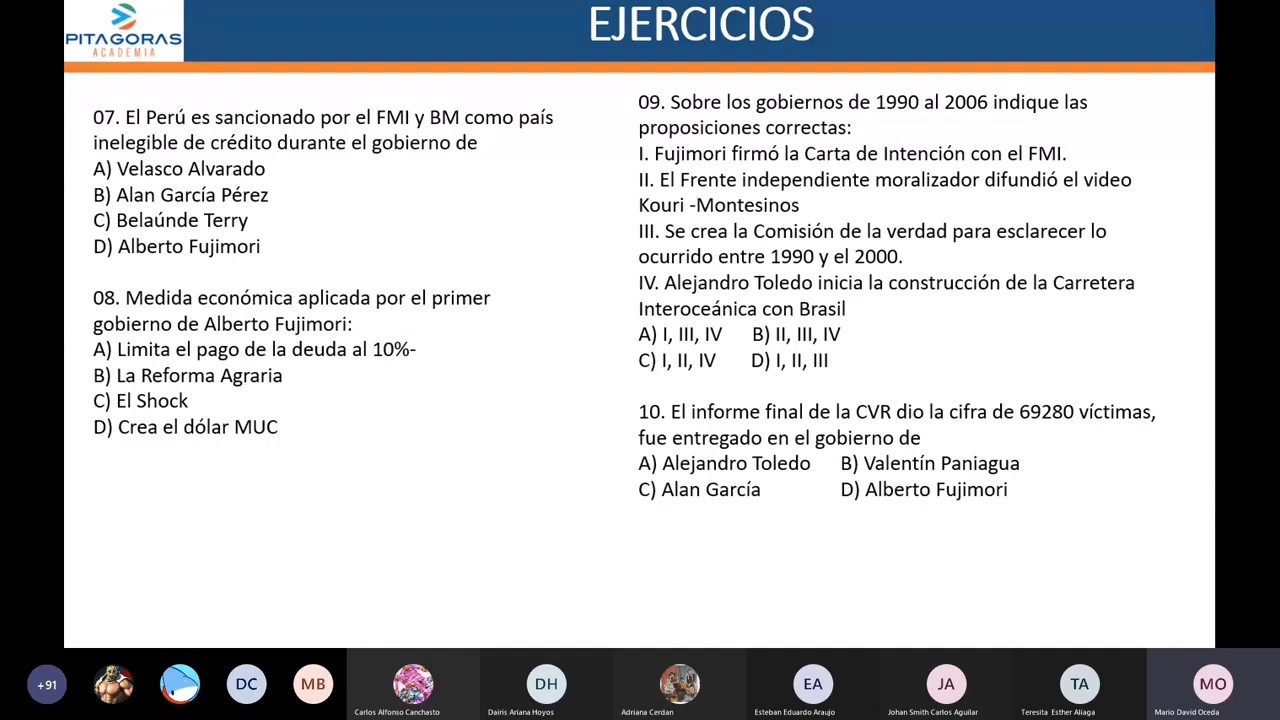 PITAGORAS
ACADEMIA
EJERCICIOS
07. El Perú es sancionado por el FMI y BM como país
inelegible de crédito durante el gobierno de
A) Velasco Alvarado
B) Alan García Pérez
C) Belaúnde Terry
D) Alberto Fujimori
08. Medida económica aplicada por el primer
gobierno de Alberto Fujimori:
A) Limita el pago de la deuda al 10%-
B) La Reforma Agraria
C) El Shock
D) Crea el dólar MUC
09. Sobre los gobiernos de 1990 al 2006 indique las
proposiciones correctas:
I. Fujimori firmó la Carta de Intención con el FMI.
II. El Frente independiente moralizador difundió el video
Kouri -Montesinos
III. Se crea la Comisión de la verdad para esclarecer lo
ocurrido entre 1990 y el 2000.
IV. Alejandro Toledo inicia la construcción de la Carretera
Interoceánica con Brasil
A) I, III, IV B) II, III, IV
C) I, II, IV D) I, II, III
10. El informe final de la CVR dio la cifra de 69280 víctimas,
fue entregado en el gobierno de
A) Alejandro Toledo B) Valentín Paniagua
C) Alan García D) Alberto Fujimori
+91 DC MB DH EA JA TA MO
Carlos Alfonso Canchasto Dairis Ariana Hoyos Adriana Cerdan Esteban Eduardo Araujo Johan Smith Carlos Aguilar Teresita Esther Aliaga Mario David Oceda